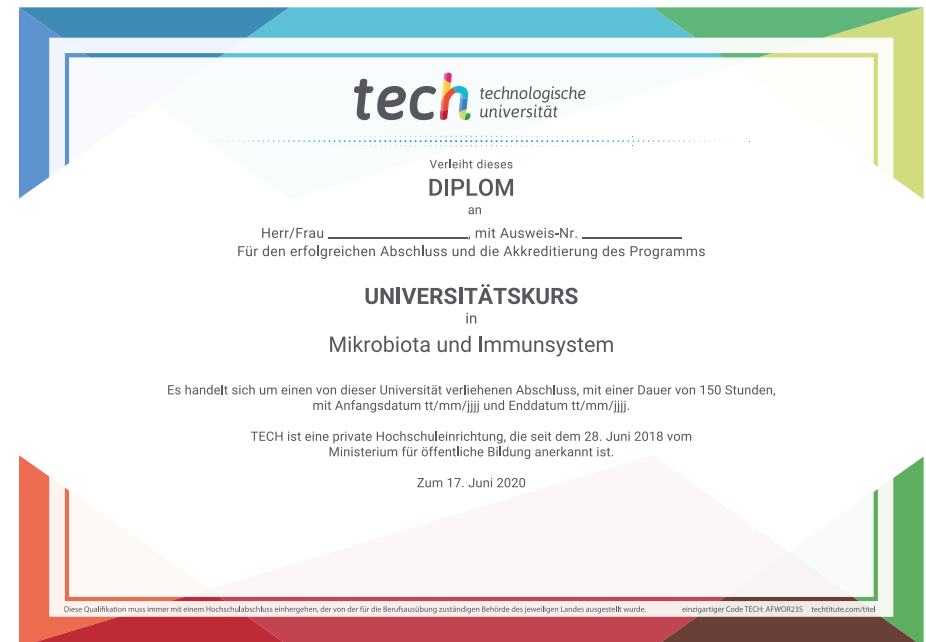 tech technologische
universität
Verleiht dieses
DIPLOM
an
Herr/Frau ____________________, mit Ausweis-Nr. ______________
Für den erfolgreichen Abschluss und die Akkreditierung des Programms
UNIVERSITÄTSKURS
in
Mikrobiota und Immunsystem
Es handelt sich um einen von dieser Universität verliehenen Abschluss, mit einer Dauer von 150 Stunden,
mit Anfangsdatum tt/mm/jjjj und Enddatum tt/mm/jjjj.
TECH ist eine private Hochschuleinrichtung, die seit dem 28. Juni 2018 vom
Ministerium für öffentliche Bildung anerkannt ist.
Zum 17. Juni 2020
Diese Qualifikation muss immer mit einem Hochschulabschluss einhergehen, der von der für die Berufsausübung zuständigen Behörde des jeweiligen Landes ausgestellt wurde. einzigartiger Code TECH: AFWOR23S techtitute.com/titel